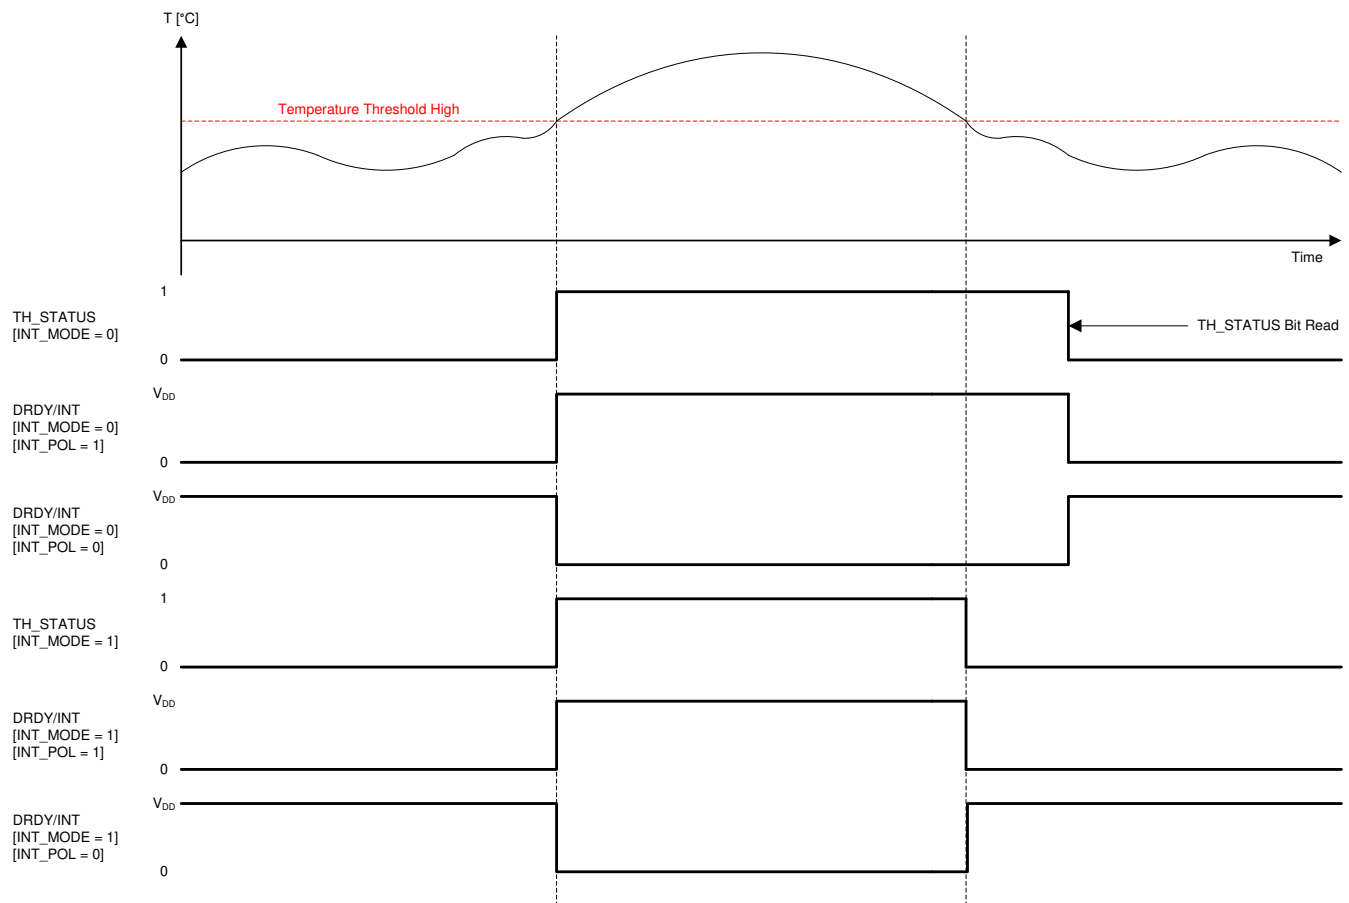 T [°C]
Temperature Threshold High
Time
1
TH_STATUS
[INT_MODE = 0]
TH_STATUS Bit Read
0
VDD
DRDY/INT
[INT_MODE = 0]
[INT_POL = 1]
0
VDD
DRDY/INT
[INT_MODE = 0]
[INT_POL = 0]
0
1
TH_STATUS
[INT_MODE = 1]
0
VDD
DRDY/INT
[INT_MODE = 1]
[INT_POL = 1]
0
VDD
DRDY/INT
[INT_MODE = 1]
[INT_POL = 0]
0